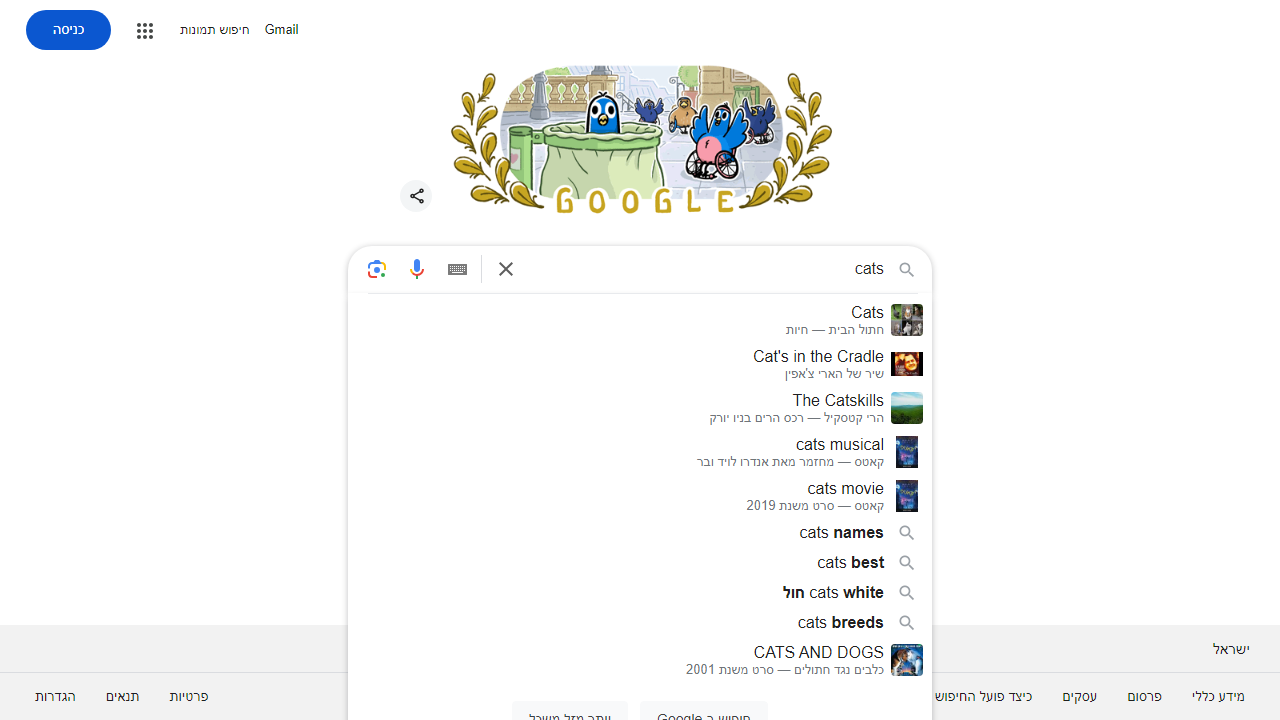 Gmail
חיפוש תמונות
כניסה
GOOGLE
cats
Cats
חתול הבית — חיות
Cat's in the Cradle
שיר של הארי צ'אפין
The Catskills
הרי קטסקיל — רכס הרים בניו יורק
cats musical
קאטס — מחזמר מאת אנדרו לויד ובר
cats movie
קאטס — סרט משנת 2019
cats names
cats best
חול cats white
cats breeds
CATS AND DOGS
כלבים נגד חתולים — סרט משנת 2001
חיפוש ב-Google
יותר מזל משכל
ישראל
מידע כללי
פרסום
עסקים
כיצד פועל החיפוש
פרטיות
תנאים
הגדרות